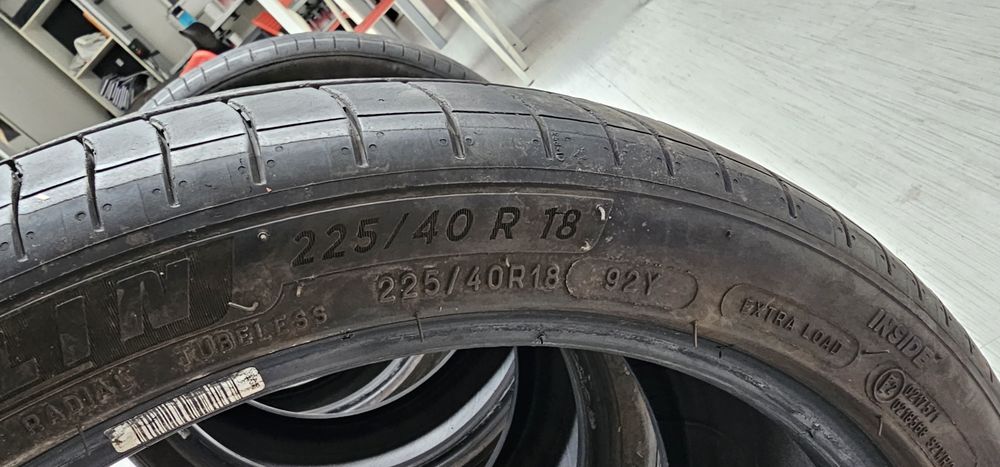 225/40 R 18
225/40R18 92Y
EXTRA LOAD
INSIDE
RADIAL TUBELESS